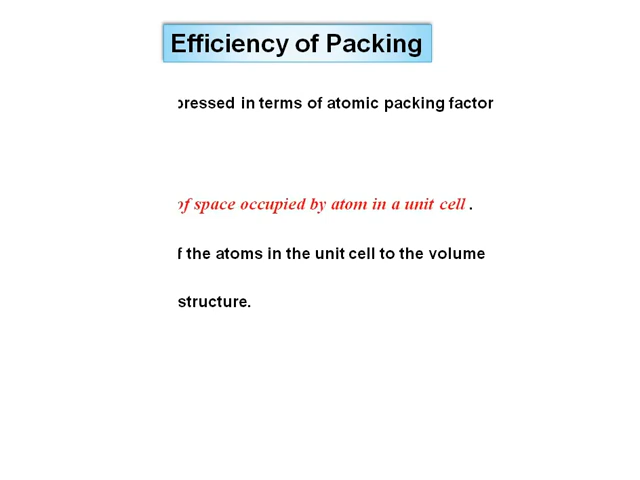 Efficiency of Packing
in terms of atomic packing factor
of space occupied by atom in a unit cell .
the atoms in the unit cell to the volume
structure.